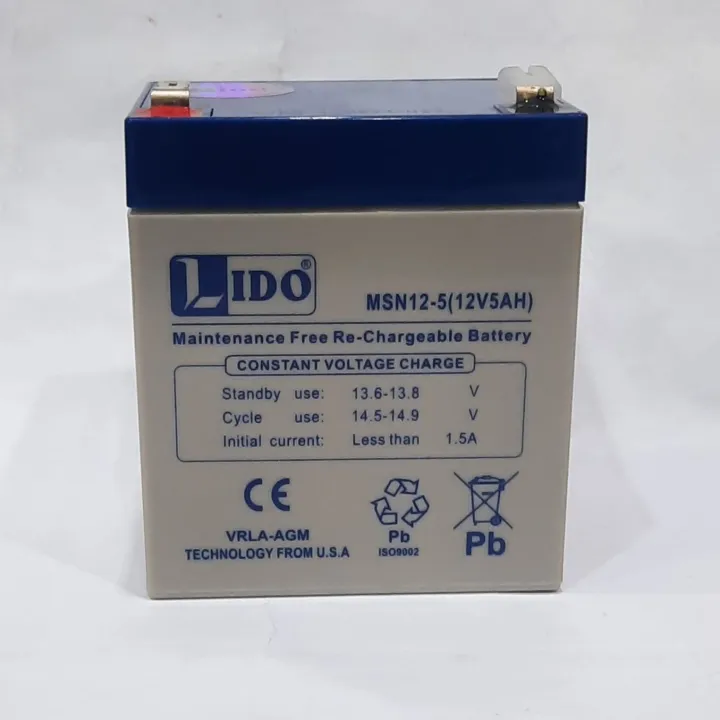 LIDO®
MSN12-5(12V5AH)
Maintenance Free Re-Chargeable Battery
CONSTANT VOLTAGE CHARGE
Standby use: 13.6-13.8 V
Cycle use: 14.5-14.9 V
Initial current: Less than 1.5A
CE
VRLA-AGM
TECHNOLOGY FROM U.S.A
Pb
ISO9002
Pb